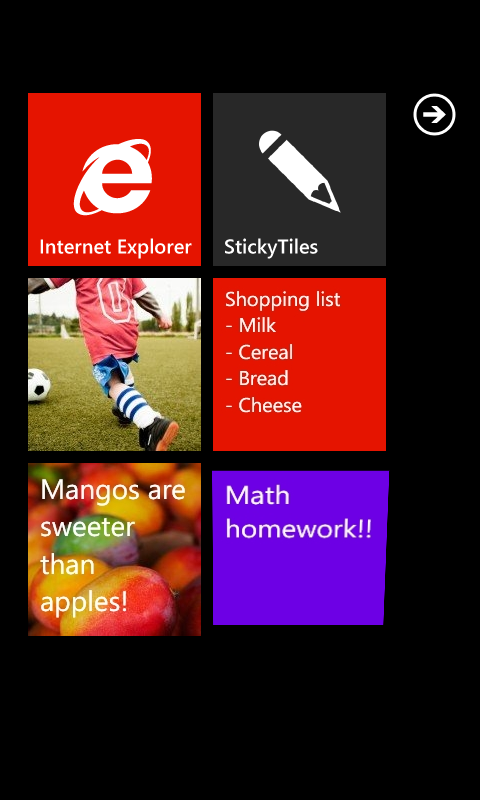 Internet Explorer
StickyTiles
Shopping list
- Milk
- Cereal
- Bread
- Cheese
Mangos are
sweeter
than
apples!
Math
homework!!